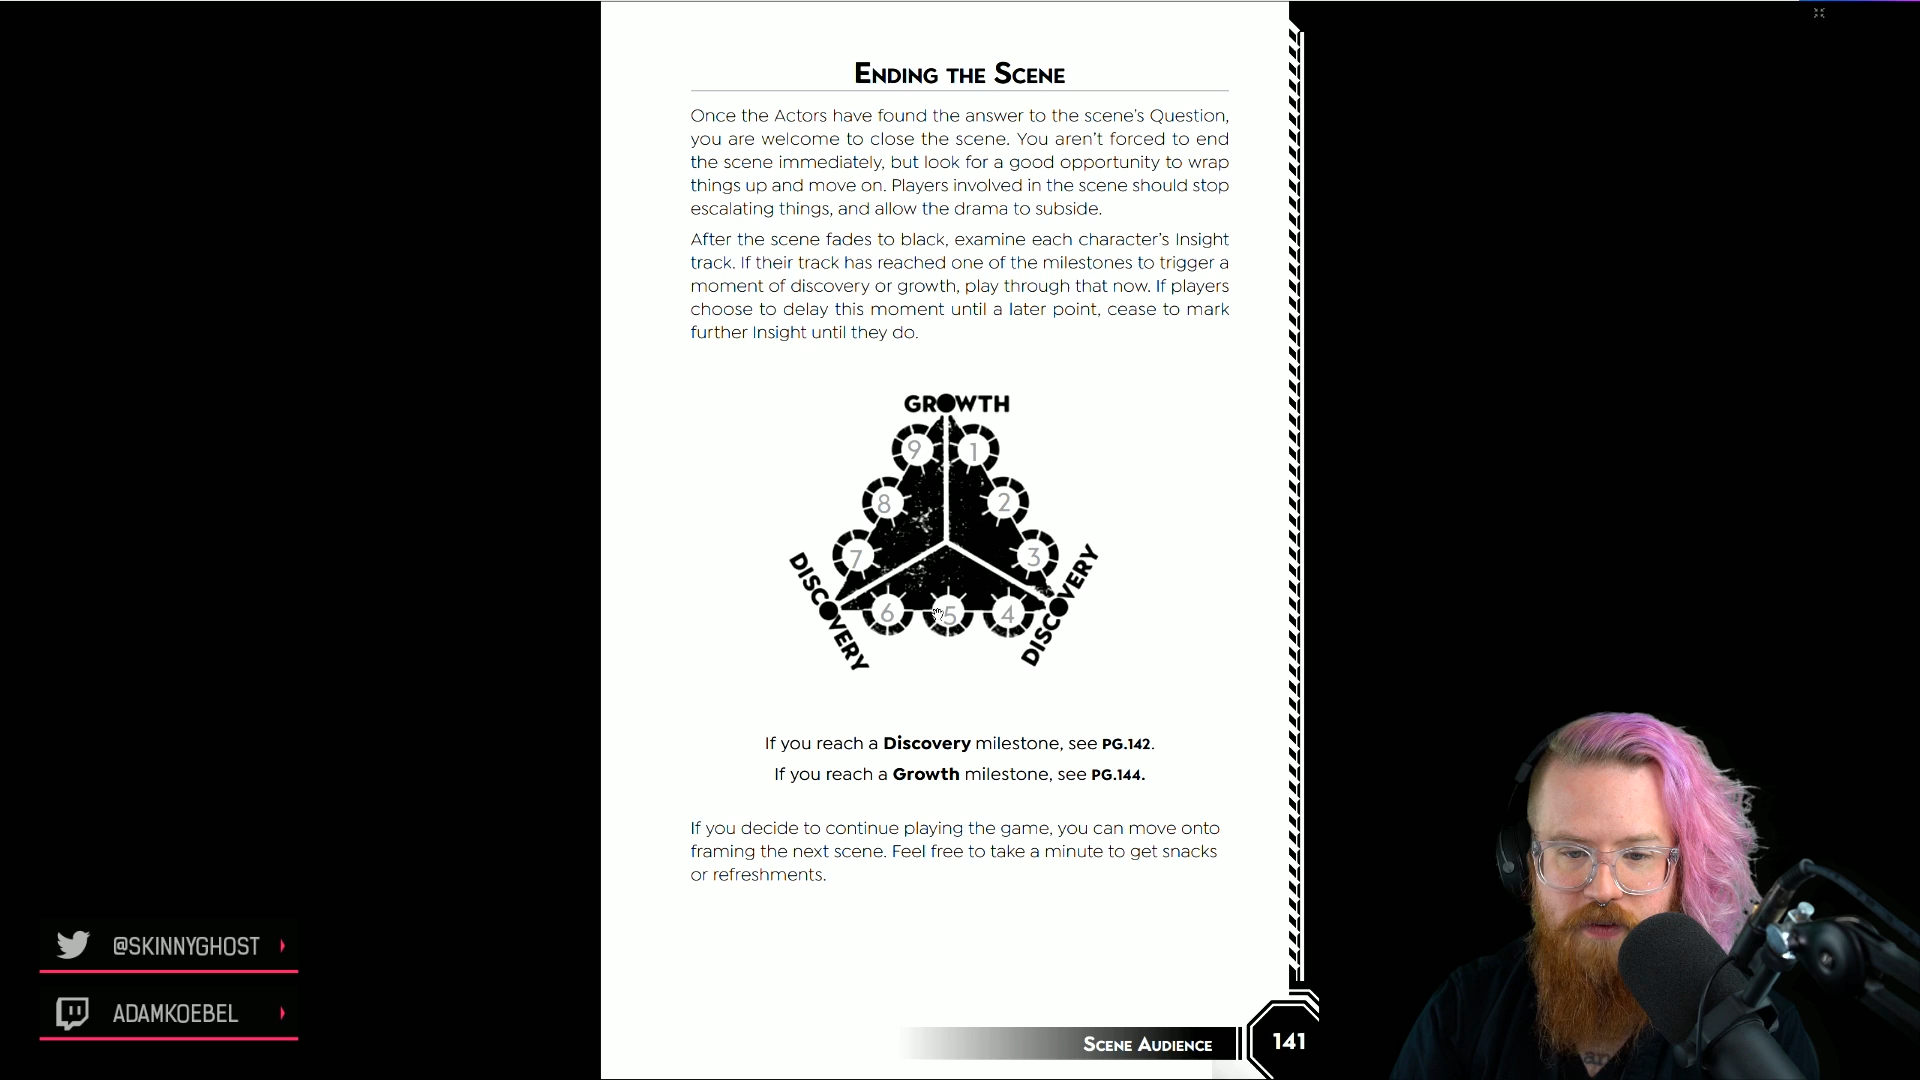 Ending the Scene
Once the Actors have found the answer to the scene's Question,
you are welcome to close the scene. You aren't forced to end
the scene immediately, but look for a good opportunity to wrap
things up and move on. Players involved in the scene should stop
escalating things, and allow the drama to subside.
After the scene fades to black, examine each character's Insight
track. If their track has reached one of the milestones to trigger a
moment of discovery or growth, play through that now. If players
choose to delay this moment until a later point, cease to mark
further Insight until they do.
GROWTH
9 1
8 2
7 3
DISCOVERY
6 5 4
DISCOVERY
If you reach a Discovery milestone, see PG.142.
If you reach a Growth milestone, see PG.144.
If you decide to continue playing the game, you can move onto
framing the next scene. Feel free to take a minute to get snacks
or refreshments.
@SKINNYGHOST
ADAMKOEBEL
Scene Audience
141